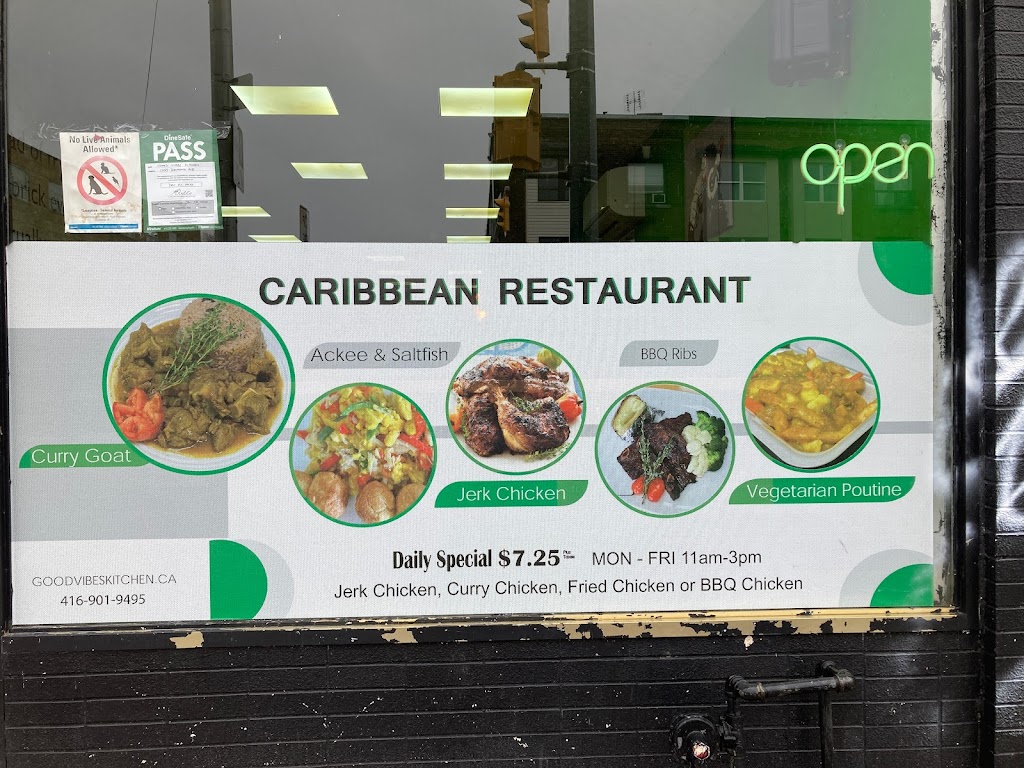 No Live Animals
Allowed*
DineSafe
PASS
open
CARIBBEAN RESTAURANT
Ackee & Saltfish
BBQ Ribs
Curry Goat
Jerk Chicken
Vegetarian Poutine
Daily Special $7.25 Plus
Taxes
MON - FRI 11am-3pm
Jerk Chicken, Curry Chicken, Fried Chicken or BBQ Chicken
GOODVIBESKITCHEN.CA
416-901-9495